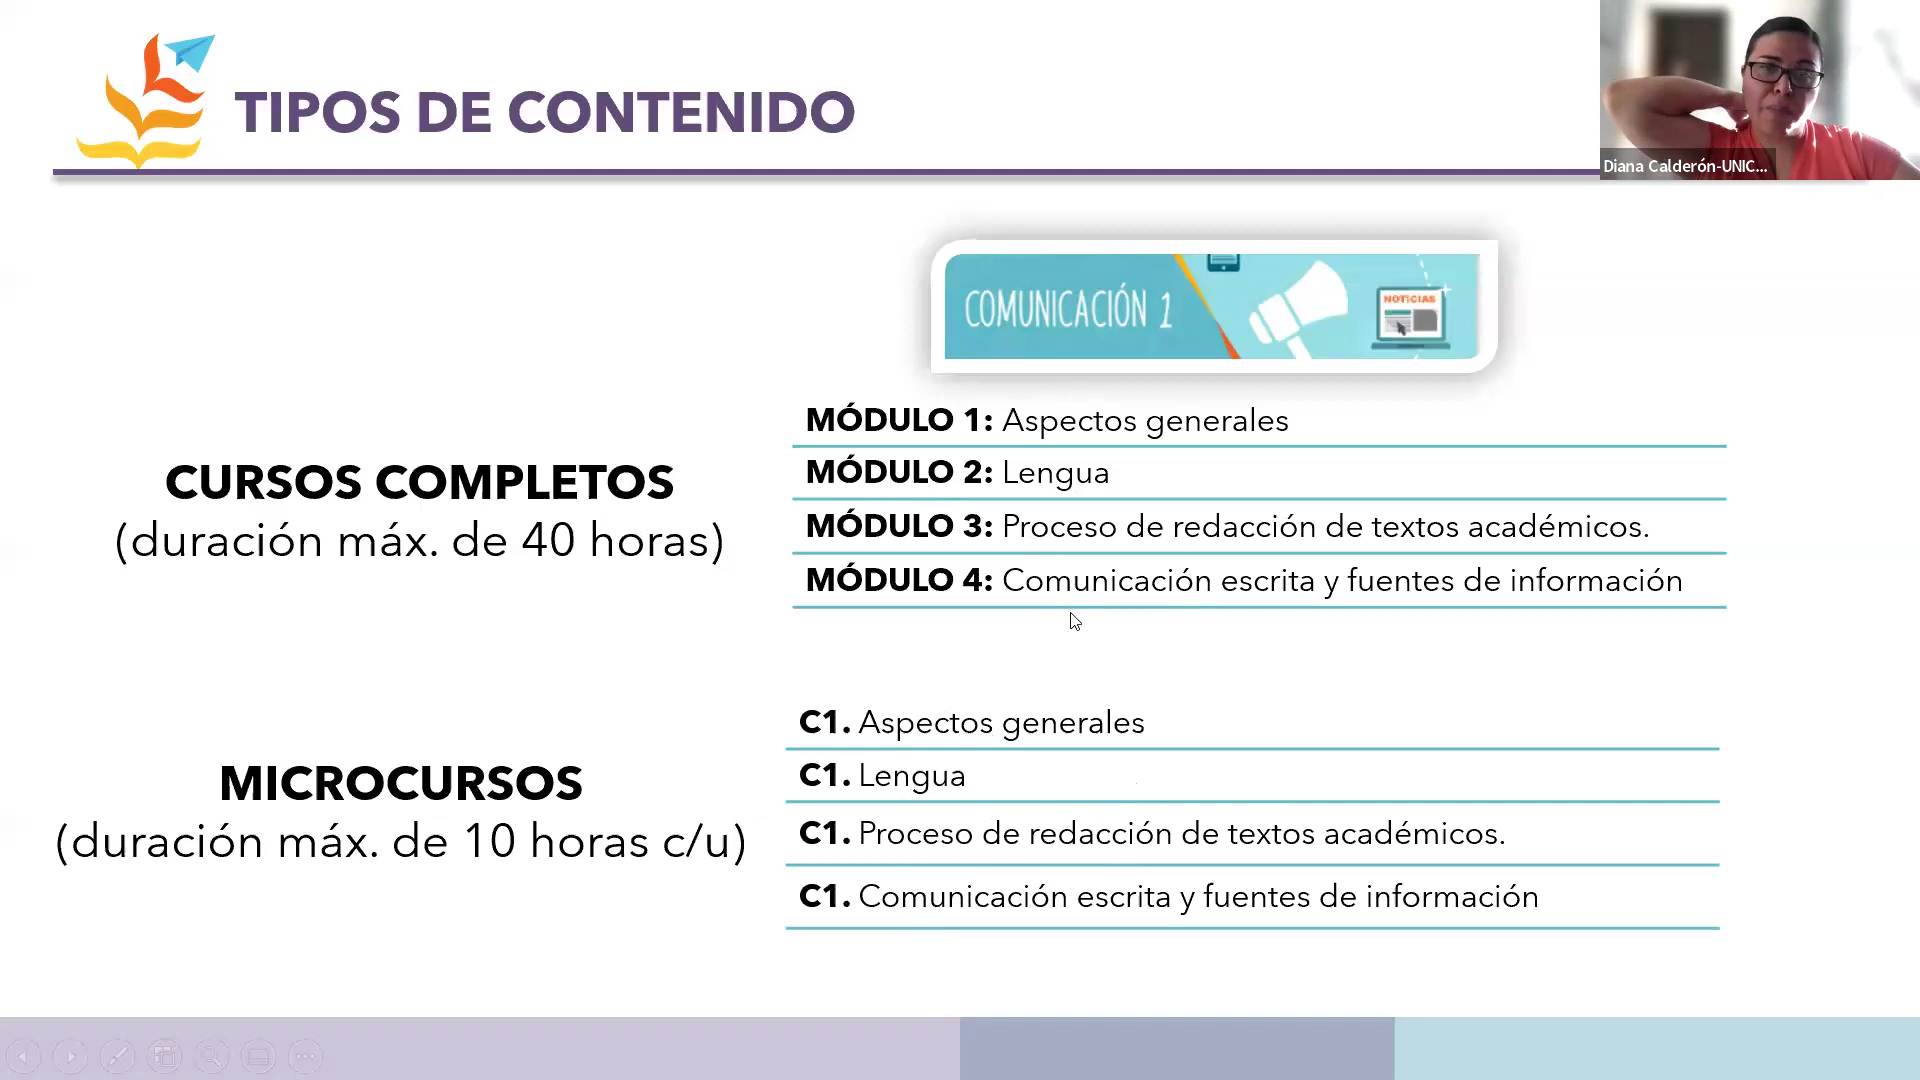 TIPOS DE CONTENIDO
Diana Calderón-UNIC...
COMUNICACIÓN 1
NOTICIAS
CURSOS COMPLETOS
(duración máx. de 40 horas)
MÓDULO 1: Aspectos generales
MÓDULO 2: Lengua
MÓDULO 3: Proceso de redacción de textos académicos.
MÓDULO 4: Comunicación escrita y fuentes de información
MICROCURSOS
(duración máx. de 10 horas c/u)
C1. Aspectos generales
C1. Lengua
C1. Proceso de redacción de textos académicos.
C1. Comunicación escrita y fuentes de información